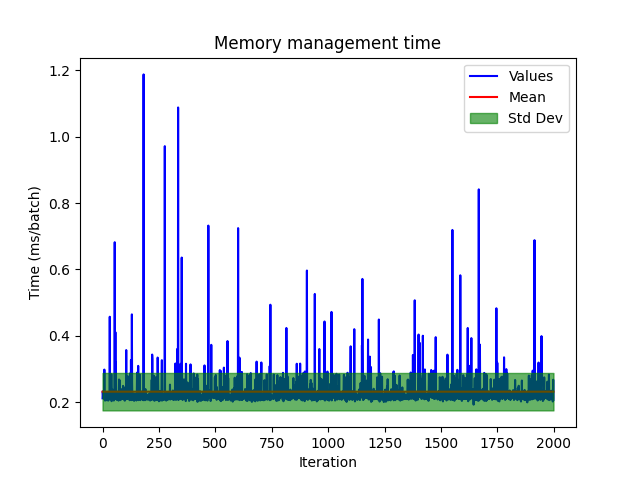 Memory management time
Time (ms/batch)
1.2
1.0
0.8
0.6
0.4
0.2
Values
Mean
Std Dev
0 250 500 750 1000 1250 1500 1750 2000
Iteration